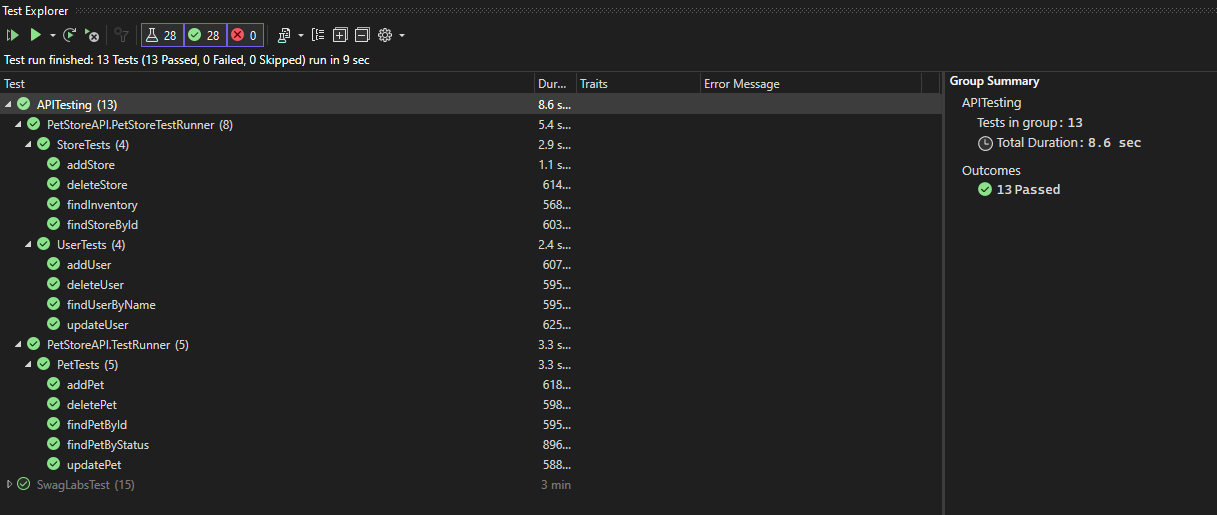 Test Explorer
28 28 0
Test run finished: 13 Tests (13 Passed, 0 Failed, 0 Skipped) run in 9 sec
Test Dur... Traits Error Message
APITesting (13) 8.6 s...
PetStoreAPI.PetStoreTestRunner (8) 5.4 s...
StoreTests (4) 2.9 s...
addStore 1.1 s...
deleteStore 614...
findInventory 568...
findStoreById 603...
UserTests (4) 2.4 s...
addUser 607...
deleteUser 595...
findUserByName 595...
updateUser 625...
PetStoreAPI.TestRunner (5) 3.3 s...
PetTests (5) 3.3 s...
addPet 618...
deletePet 598...
findPetById 595...
findPetByStatus 896...
updatePet 588...
SwagLabsTest (15) 3 min
Group Summary
APITesting
Tests in group: 13
Total Duration: 8.6 sec
Outcomes
13 Passed